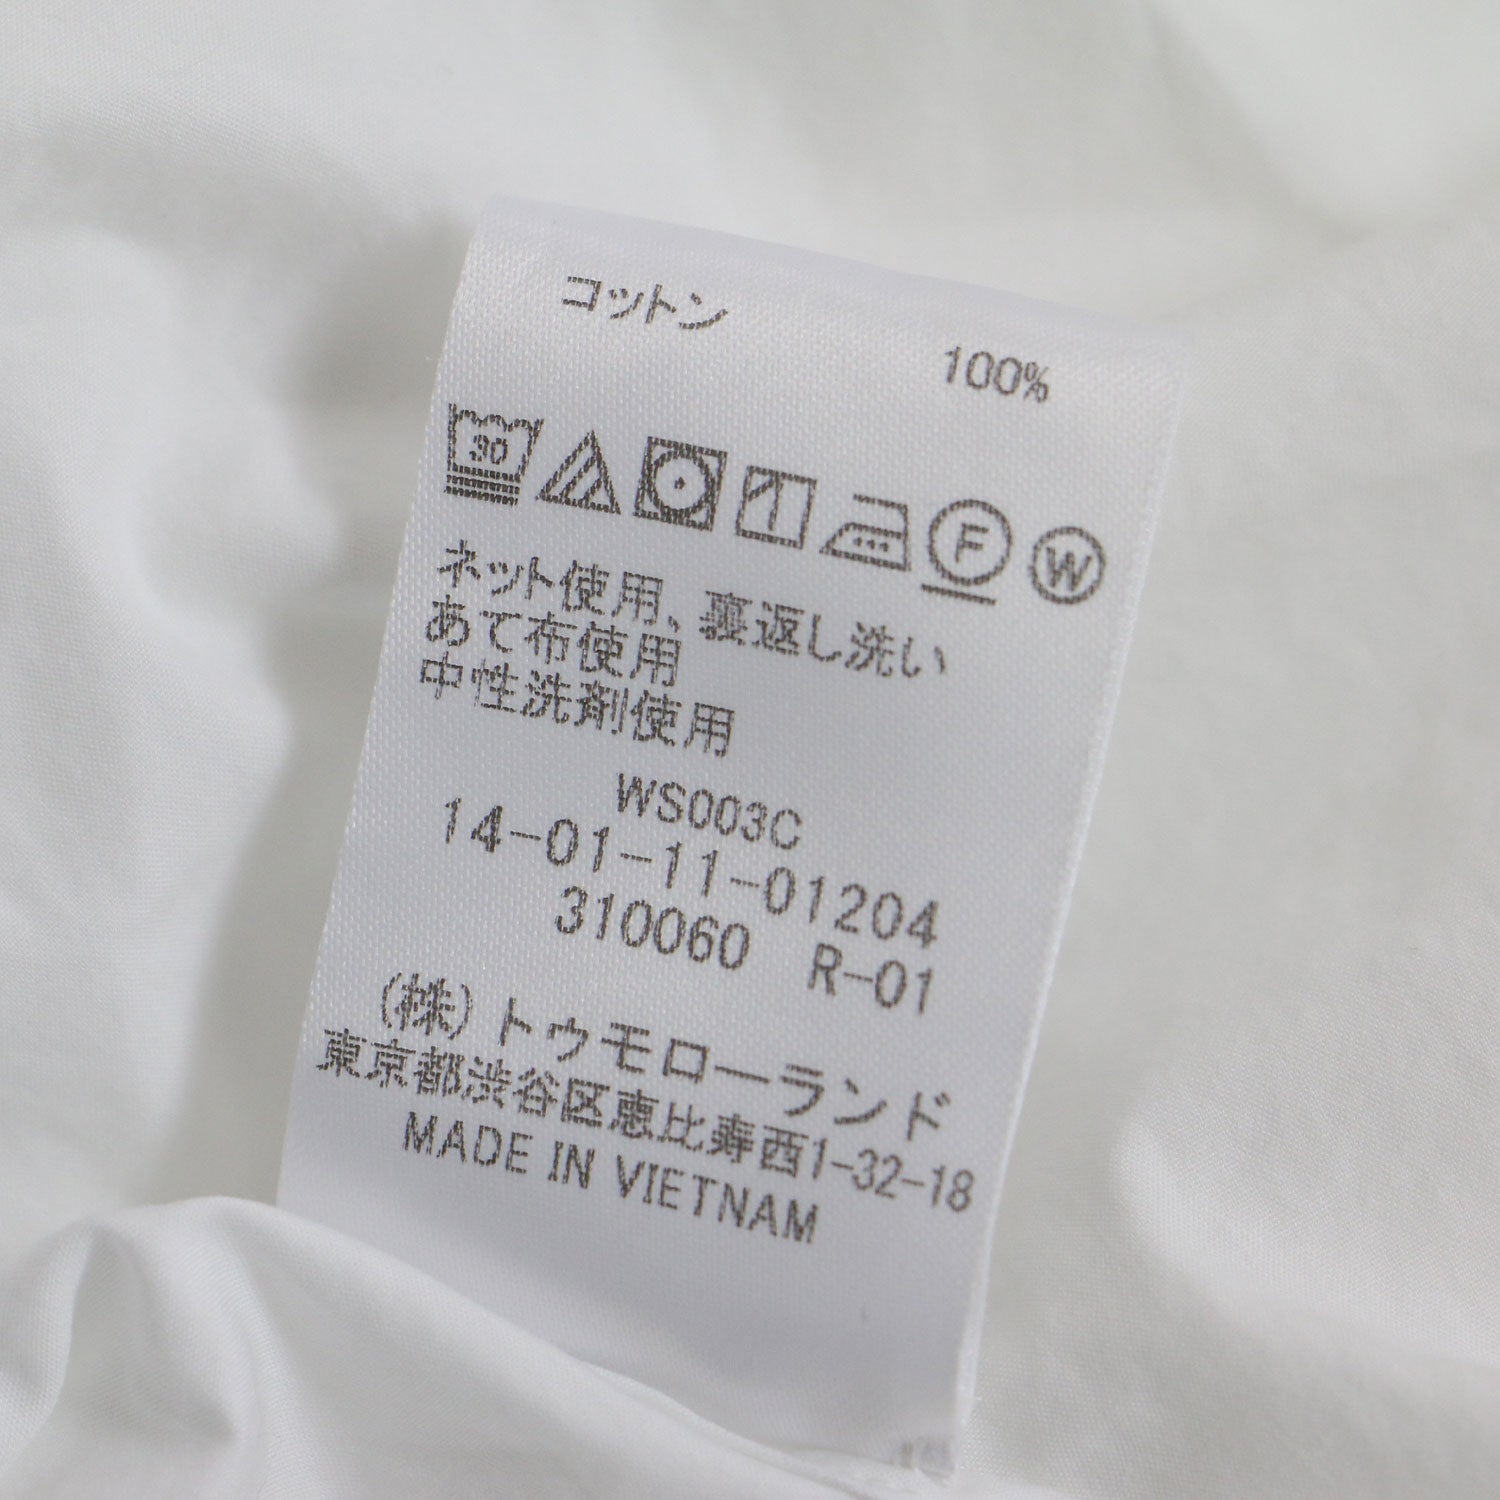 コットン 100%
30 F W
ネット使用、裏返し洗い
あて布使用
中性洗剤使用
WS003C
14-01-11-01204
310060 R-01
(株)トゥモローランド
東京都渋谷区恵比寿西1-32-18
MADE IN VIETNAM